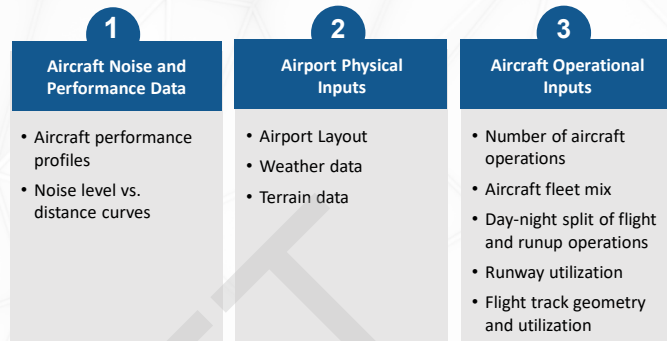 1
Aircraft Noise and
Performance Data
• Aircraft performance
profiles
• Noise level vs.
distance curves
2
Airport Physical
Inputs
• Airport Layout
• Weather data
• Terrain data
3
Aircraft Operational
Inputs
• Number of aircraft
operations
• Aircraft fleet mix
• Day-night split of flight
and runup operations
• Runway utilization
• Flight track geometry
and utilization